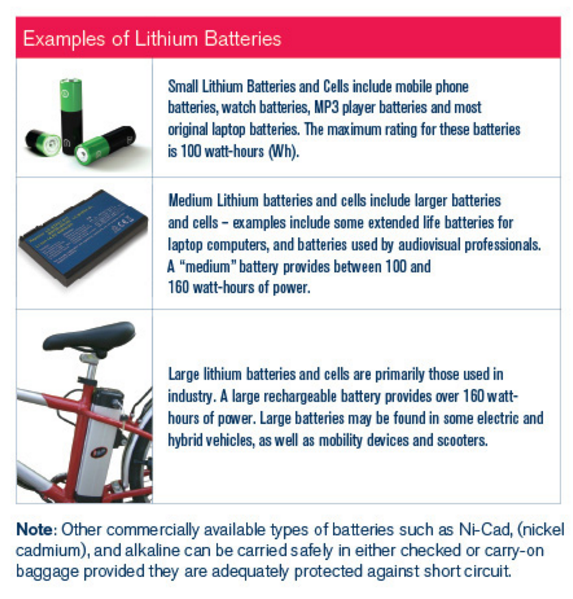 Examples of Lithium Batteries
Small Lithium Batteries and Cells include mobile phone
batteries, watch batteries, MP3 player batteries and most
original laptop batteries. The maximum rating for these batteries
is 100 watt-hours (Wh).
Medium Lithium batteries and cells include larger batteries
and cells – examples include some extended life batteries for
laptop computers, and batteries used by audiovisual professionals.
A “medium” battery provides between 100 and
160 watt-hours of power.
Large lithium batteries and cells are primarily those used in
industry. A large rechargeable battery provides over 160 watt-
hours of power. Large batteries may be found in some electric and
hybrid vehicles, as well as mobility devices and scooters.
Note: Other commercially available types of batteries such as Ni-Cad, (nickel
cadmium), and alkaline can be carried safely in either checked or carry-on
baggage provided they are adequately protected against short circuit.